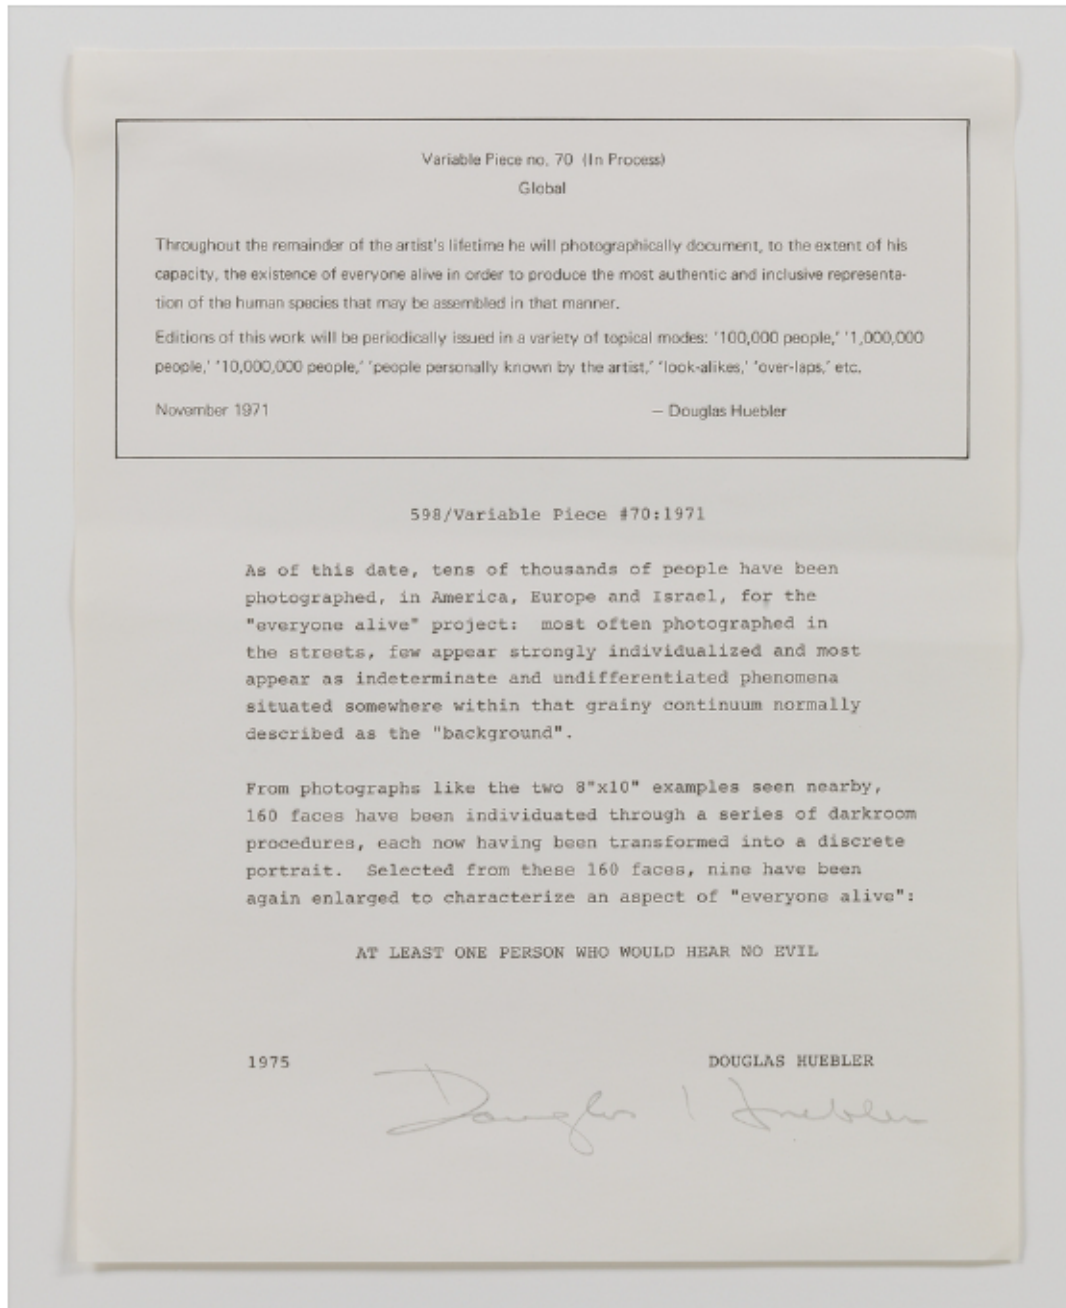 Variable Piece no. 70 (In Process)
Global
Throughout the remainder of the artist's lifetime he will photographically document, to the extent of his
capacity, the existence of everyone alive in order to produce the most authentic and inclusive representa-
tion of the human species that may be assembled in that manner.
Editions of this work will be periodically issued in a variety of topical modes: '100,000 people,' '1,000,000
people,' '10,000,000 people,' 'people personally known by the artist,' 'look-alikes,' 'over-laps,' etc.
November 1971 — Douglas Huebler
598/Variable Piece #70:1971
As of this date, tens of thousands of people have been
photographed, in America, Europe and Israel, for the
"everyone alive" project:  most often photographed in
the streets, few appear strongly individualized and most
appear as indeterminate and undifferentiated phenomena
situated somewhere within that grainy continuum normally
described as the "background".
From photographs like the two 8"x10" examples seen nearby,
160 faces have been individuated through a series of darkroom
procedures, each now having been transformed into a discrete
portrait.  Selected from these 160 faces, nine have been
again enlarged to characterize an aspect of "everyone alive":
AT LEAST ONE PERSON WHO WOULD HEAR NO EVIL
1975 DOUGLAS HUEBLER
Douglas Huebler